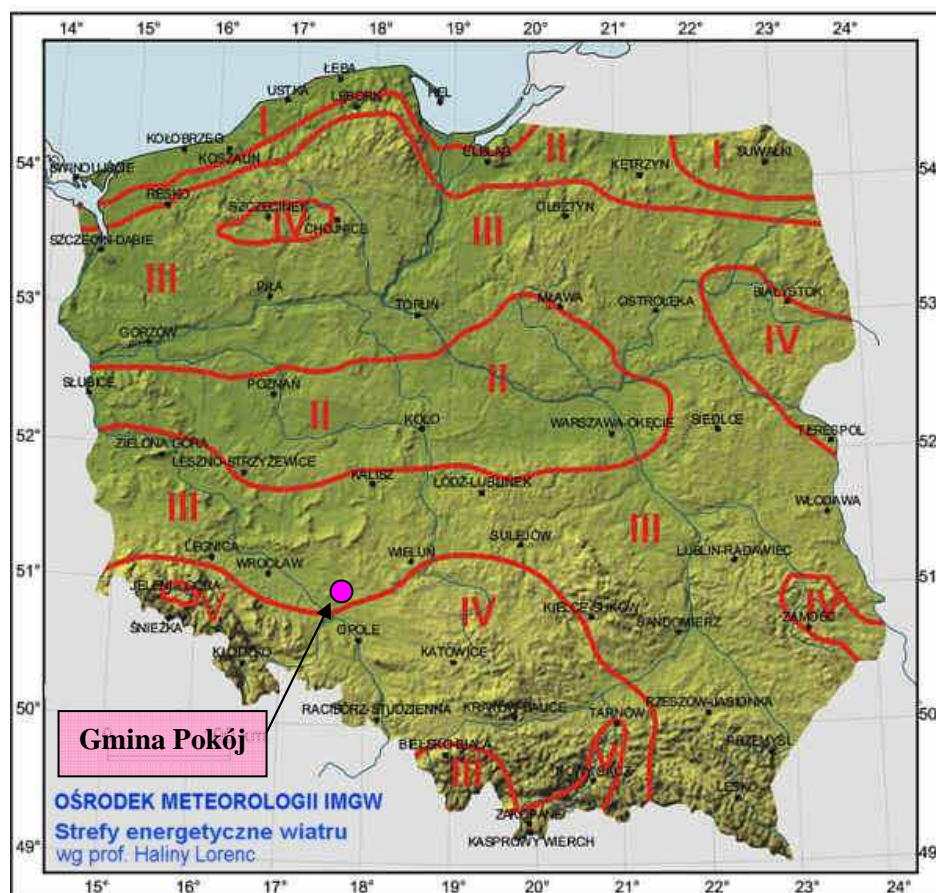 14° 15° 16° 17° 18° 19° 20° 21° 22° 23° 24°
ŁEBA
USTKA
LĘBORK
HEL
I
KOŁOBRZEG
KOSZALIN
ELBLĄG
II
I
SUWAŁKI
54°
54
KĘTRZYN
ŚWINOUJŚCIE
RESKO
SZCZECINEK
IV
CHOJNICE
OLSZTYN
III
SZCZECIN-DĄBIE
III
PIŁA
53°
53
TORUŃ
MŁAWA
OSTROŁĘKA
BIAŁYSTOK
GORZÓW
IV
SŁUBICE
POZNAŃ
II
II
KOŁO
WARSZAWA-OKĘCIE
SIEDLCE
TERESPOL
52°
52
ZIELONA GÓRA
LESZNO-STRZYŻEWICE
KALISZ
ŁÓDŹ-LUBLINEK
WŁODAWA
III
III
SULEJÓW
LEGNICA
WROCŁAW
WIELUŃ
LUBLIN-RADAWIEC
51°
51
JELENIA GÓRA
V
IV
KIELCE-SUKÓW
IV
ZAMOŚĆ
ŚNIEŻKA
OPOLE
SANDOMIERZ
KŁODZKO
KATOWICE
50°
50
RACIBÓRZ-STUDZIENNA
KRAKÓW-BALICE
TARNÓW
RZESZÓW-JASIONKA
Gmina Pokój
km
BIELSKO-BIAŁA
III
V
NOWY SĄCZ
PRZEMYŚL
LESKO
OŚRODEK METEOROLOGII IMGW
Strefy energetyczne wiatru
wg prof. Haliny Lorenc
ZAKOPANE
KASPROWY WIERCH
49°
49
15° 16° 17° 18° 19° 20° 21° 22° 23° 24°